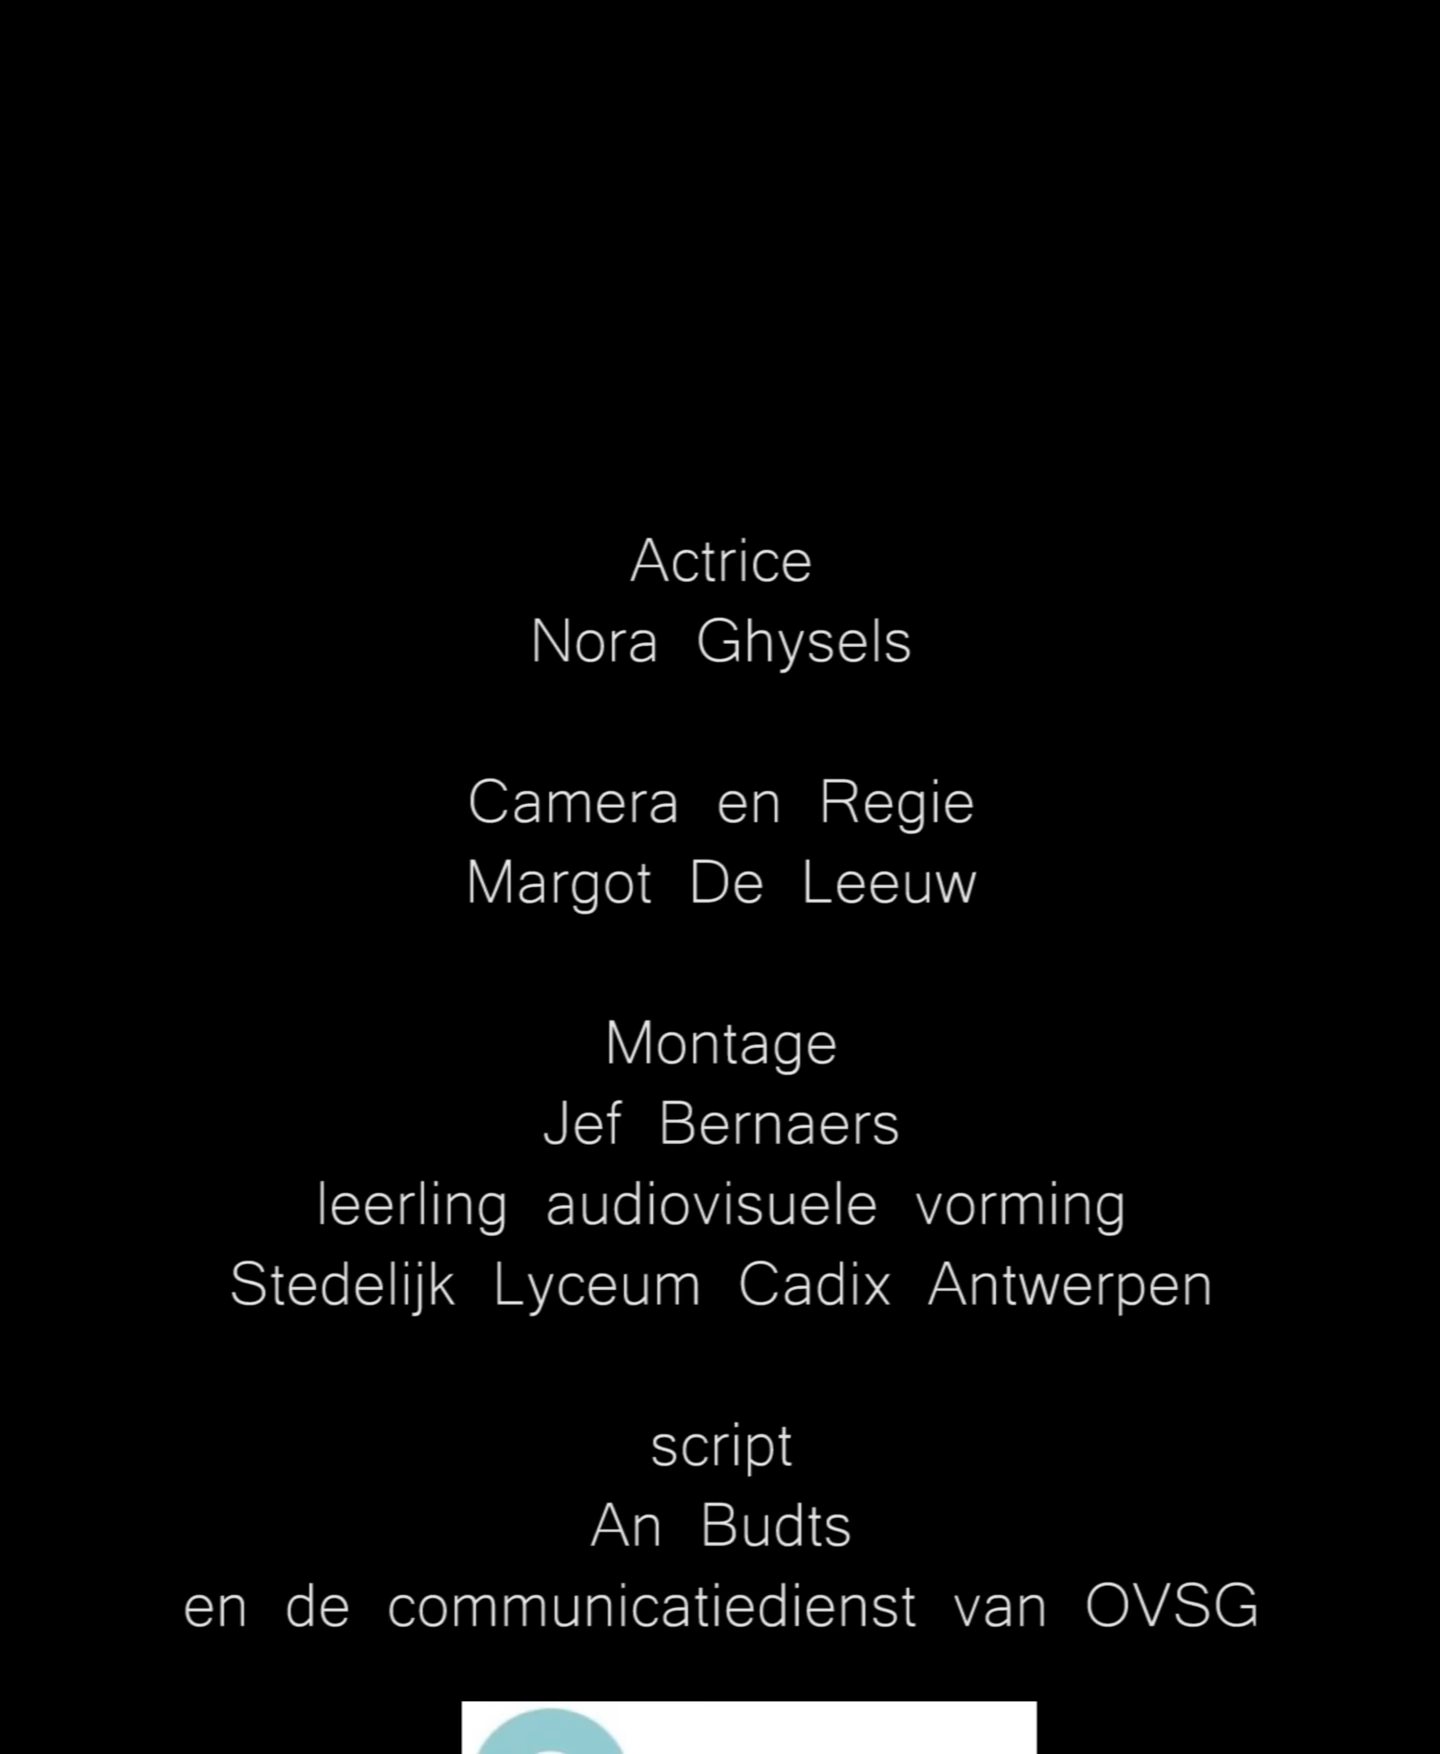 Actrice
Nora Ghysels
Camera en Regie
Margot De Leeuw
Montage
Jef Bernaers
leerling audiovisuele vorming
Stedelijk Lyceum Cadix Antwerpen
script
An Budts
en de communicatiedienst van OVSG